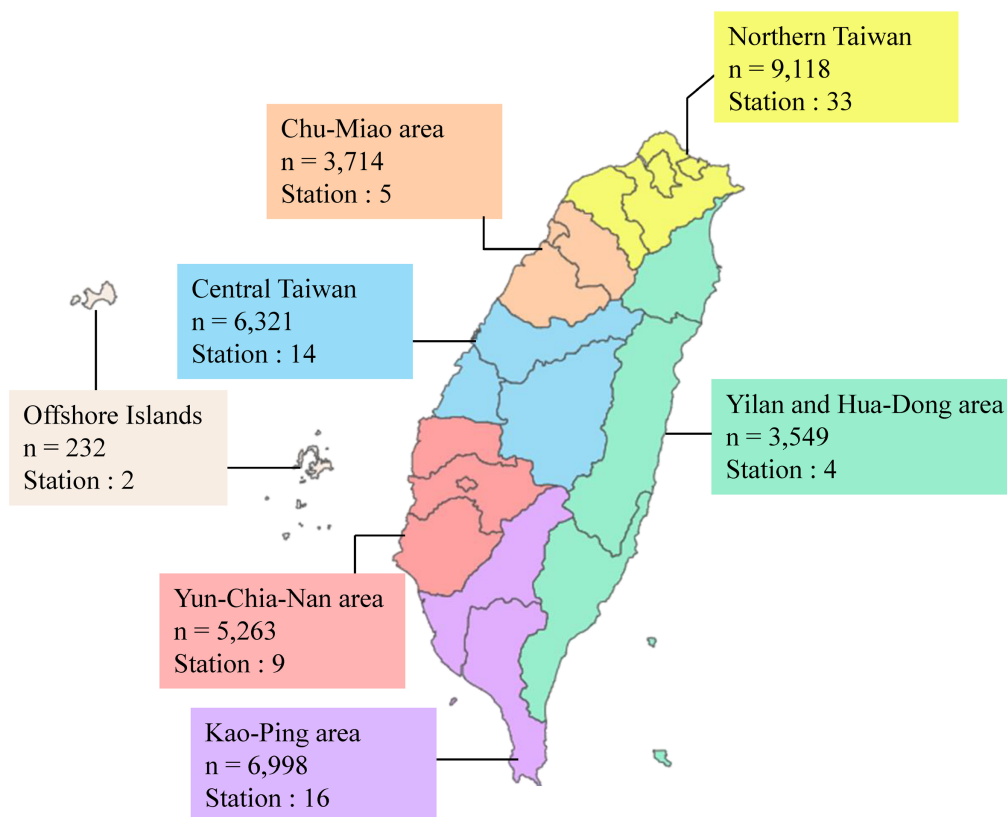 Northern Taiwan
n = 9,118
Station : 33
Chu-Miao area
n = 3,714
Station : 5
Central Taiwan
n = 6,321
Station : 14
Offshore Islands
n = 232
Station : 2
Yilan and Hua-Dong area
n = 3,549
Station : 4
Yun-Chia-Nan area
n = 5,263
Station : 9
Kao-Ping area
n = 6,998
Station : 16